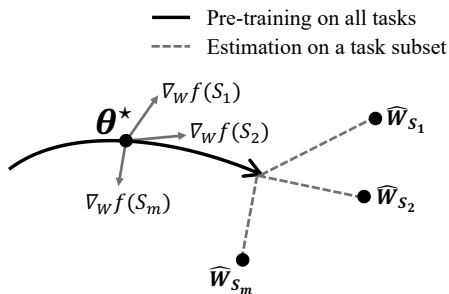 Pre-training on all tasks
Estimation on a task subset
∇_W f(S_1)
θ*
∇_W f(S_2)
∇_W f(S_m)
Ŵ_{S_1}
Ŵ_{S_2}
Ŵ_{S_m}